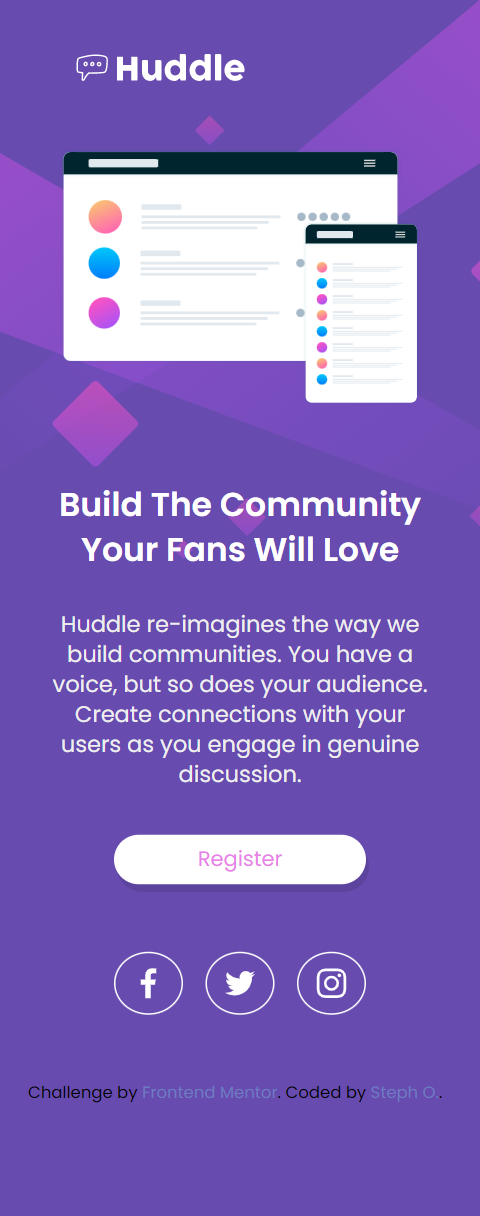 Huddle
Build The Community
Your Fans Will Love
Huddle re-imagines the way we
build communities. You have a
voice, but so does your audience.
Create connections with your
users as you engage in genuine
discussion.
Register
Challenge by Frontend Mentor. Coded by Steph O..